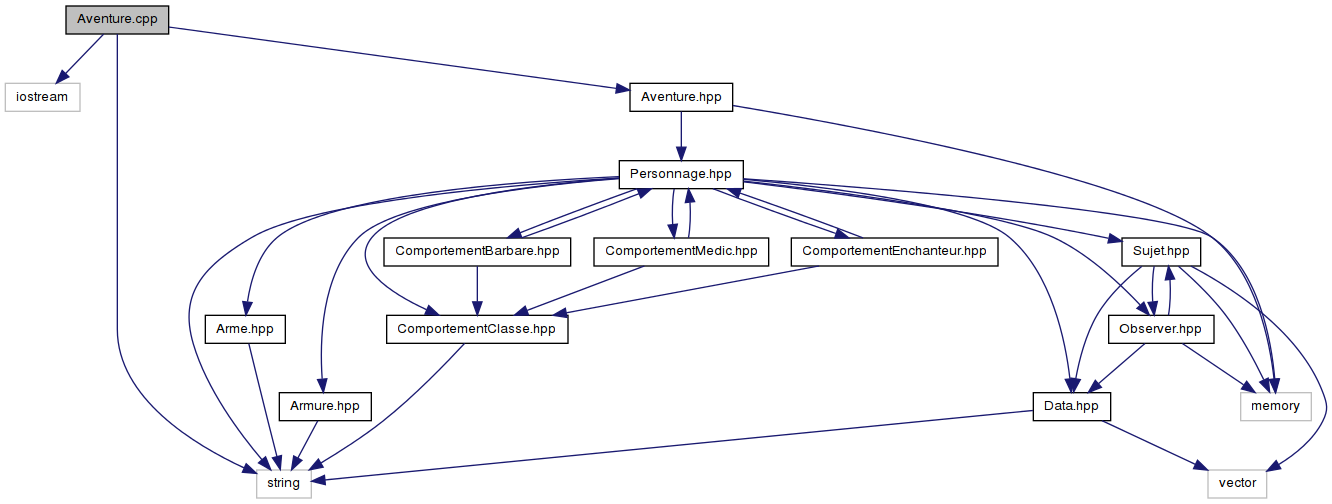 Aventure.cpp
iostream
Aventure.hpp
Personnage.hpp
ComportementBarbare.hpp
ComportementMedic.hpp
ComportementEnchanteur.hpp
Sujet.hpp
Arme.hpp
ComportementClasse.hpp
Observer.hpp
Armure.hpp
Data.hpp
memory
string
vector